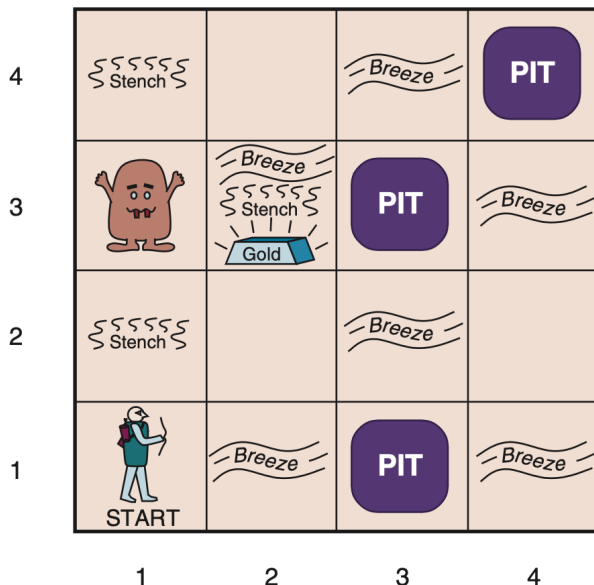 4
Stench
Breeze
PIT
3
Breeze
Stench
Gold
PIT
Breeze
2
Stench
Breeze
1
START
Breeze
PIT
Breeze
1 2 3 4